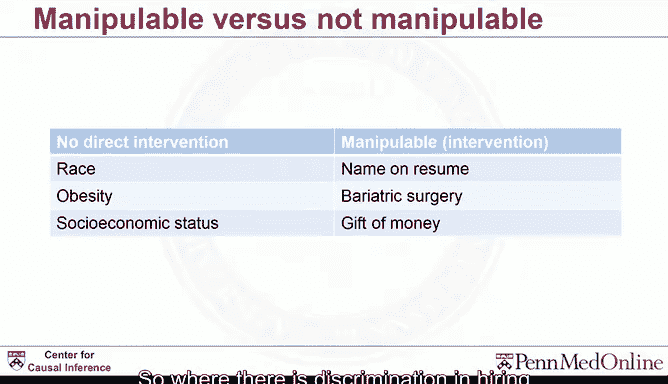 Manipulable versus not manipulable
No direct intervention Manipulable (intervention)
Race Name on resume
Obesity Bariatric surgery
Socioeconomic status Gift of money
Center for
Causal Inference
PennMedOnline
So where there is discrimination in hiring